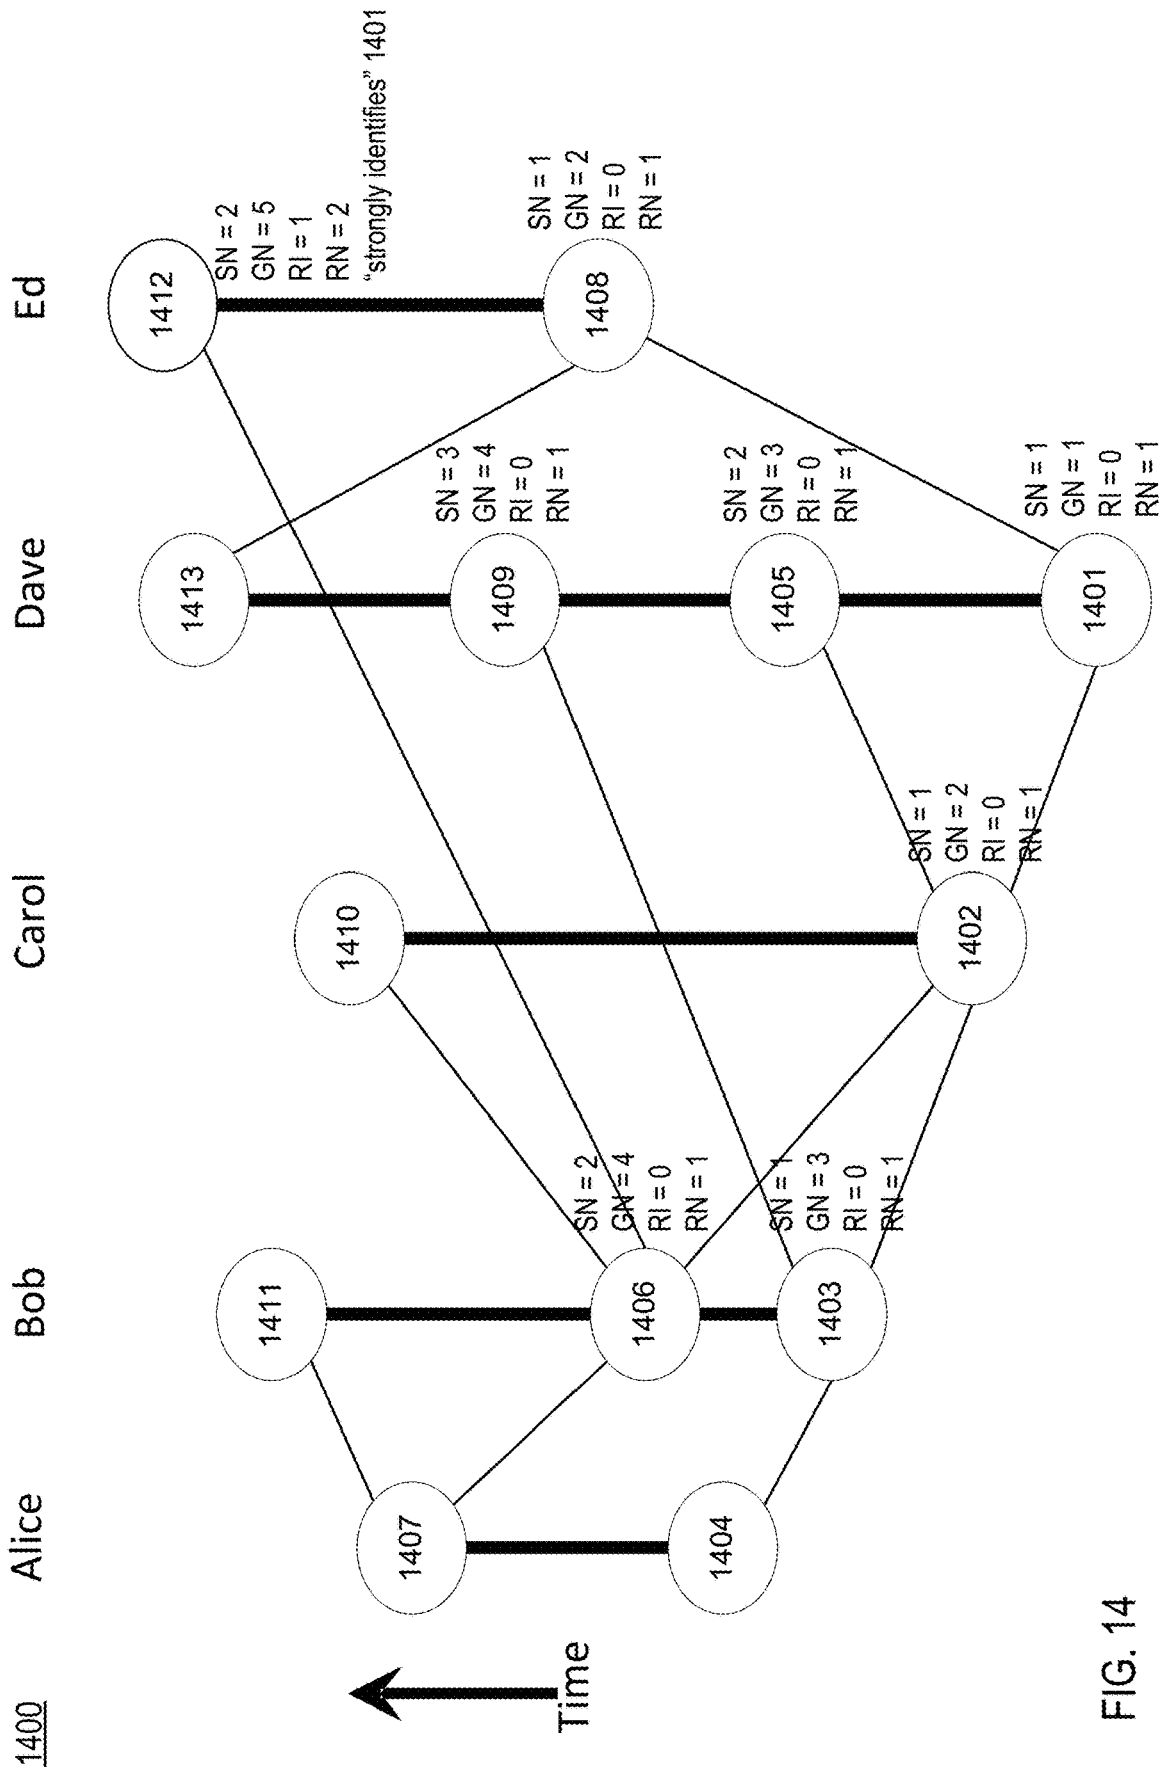 1400
Alice
Bob
Carol
Dave
Ed
Time
1412
SN = 2
GN = 5
RI = 1
RN = 2
"strongly identifies" 1401
1413
1411
1410
1407
1409
SN = 3
GN = 4
RI = 0
RN = 1
1408
SN = 1
GN = 2
RI = 0
RN = 1
1406
SN = 2
GN = 4
RI = 0
RN = 1
1404
1405
SN = 2
GN = 3
RI = 0
RN = 1
1403
SN = 1
GN = 3
RI = 0
RN = 1
1402
SN = 1
GN = 2
RI = 0
RN = 1
1401
SN = 1
GN = 1
RI = 0
RN = 1
FIG. 14